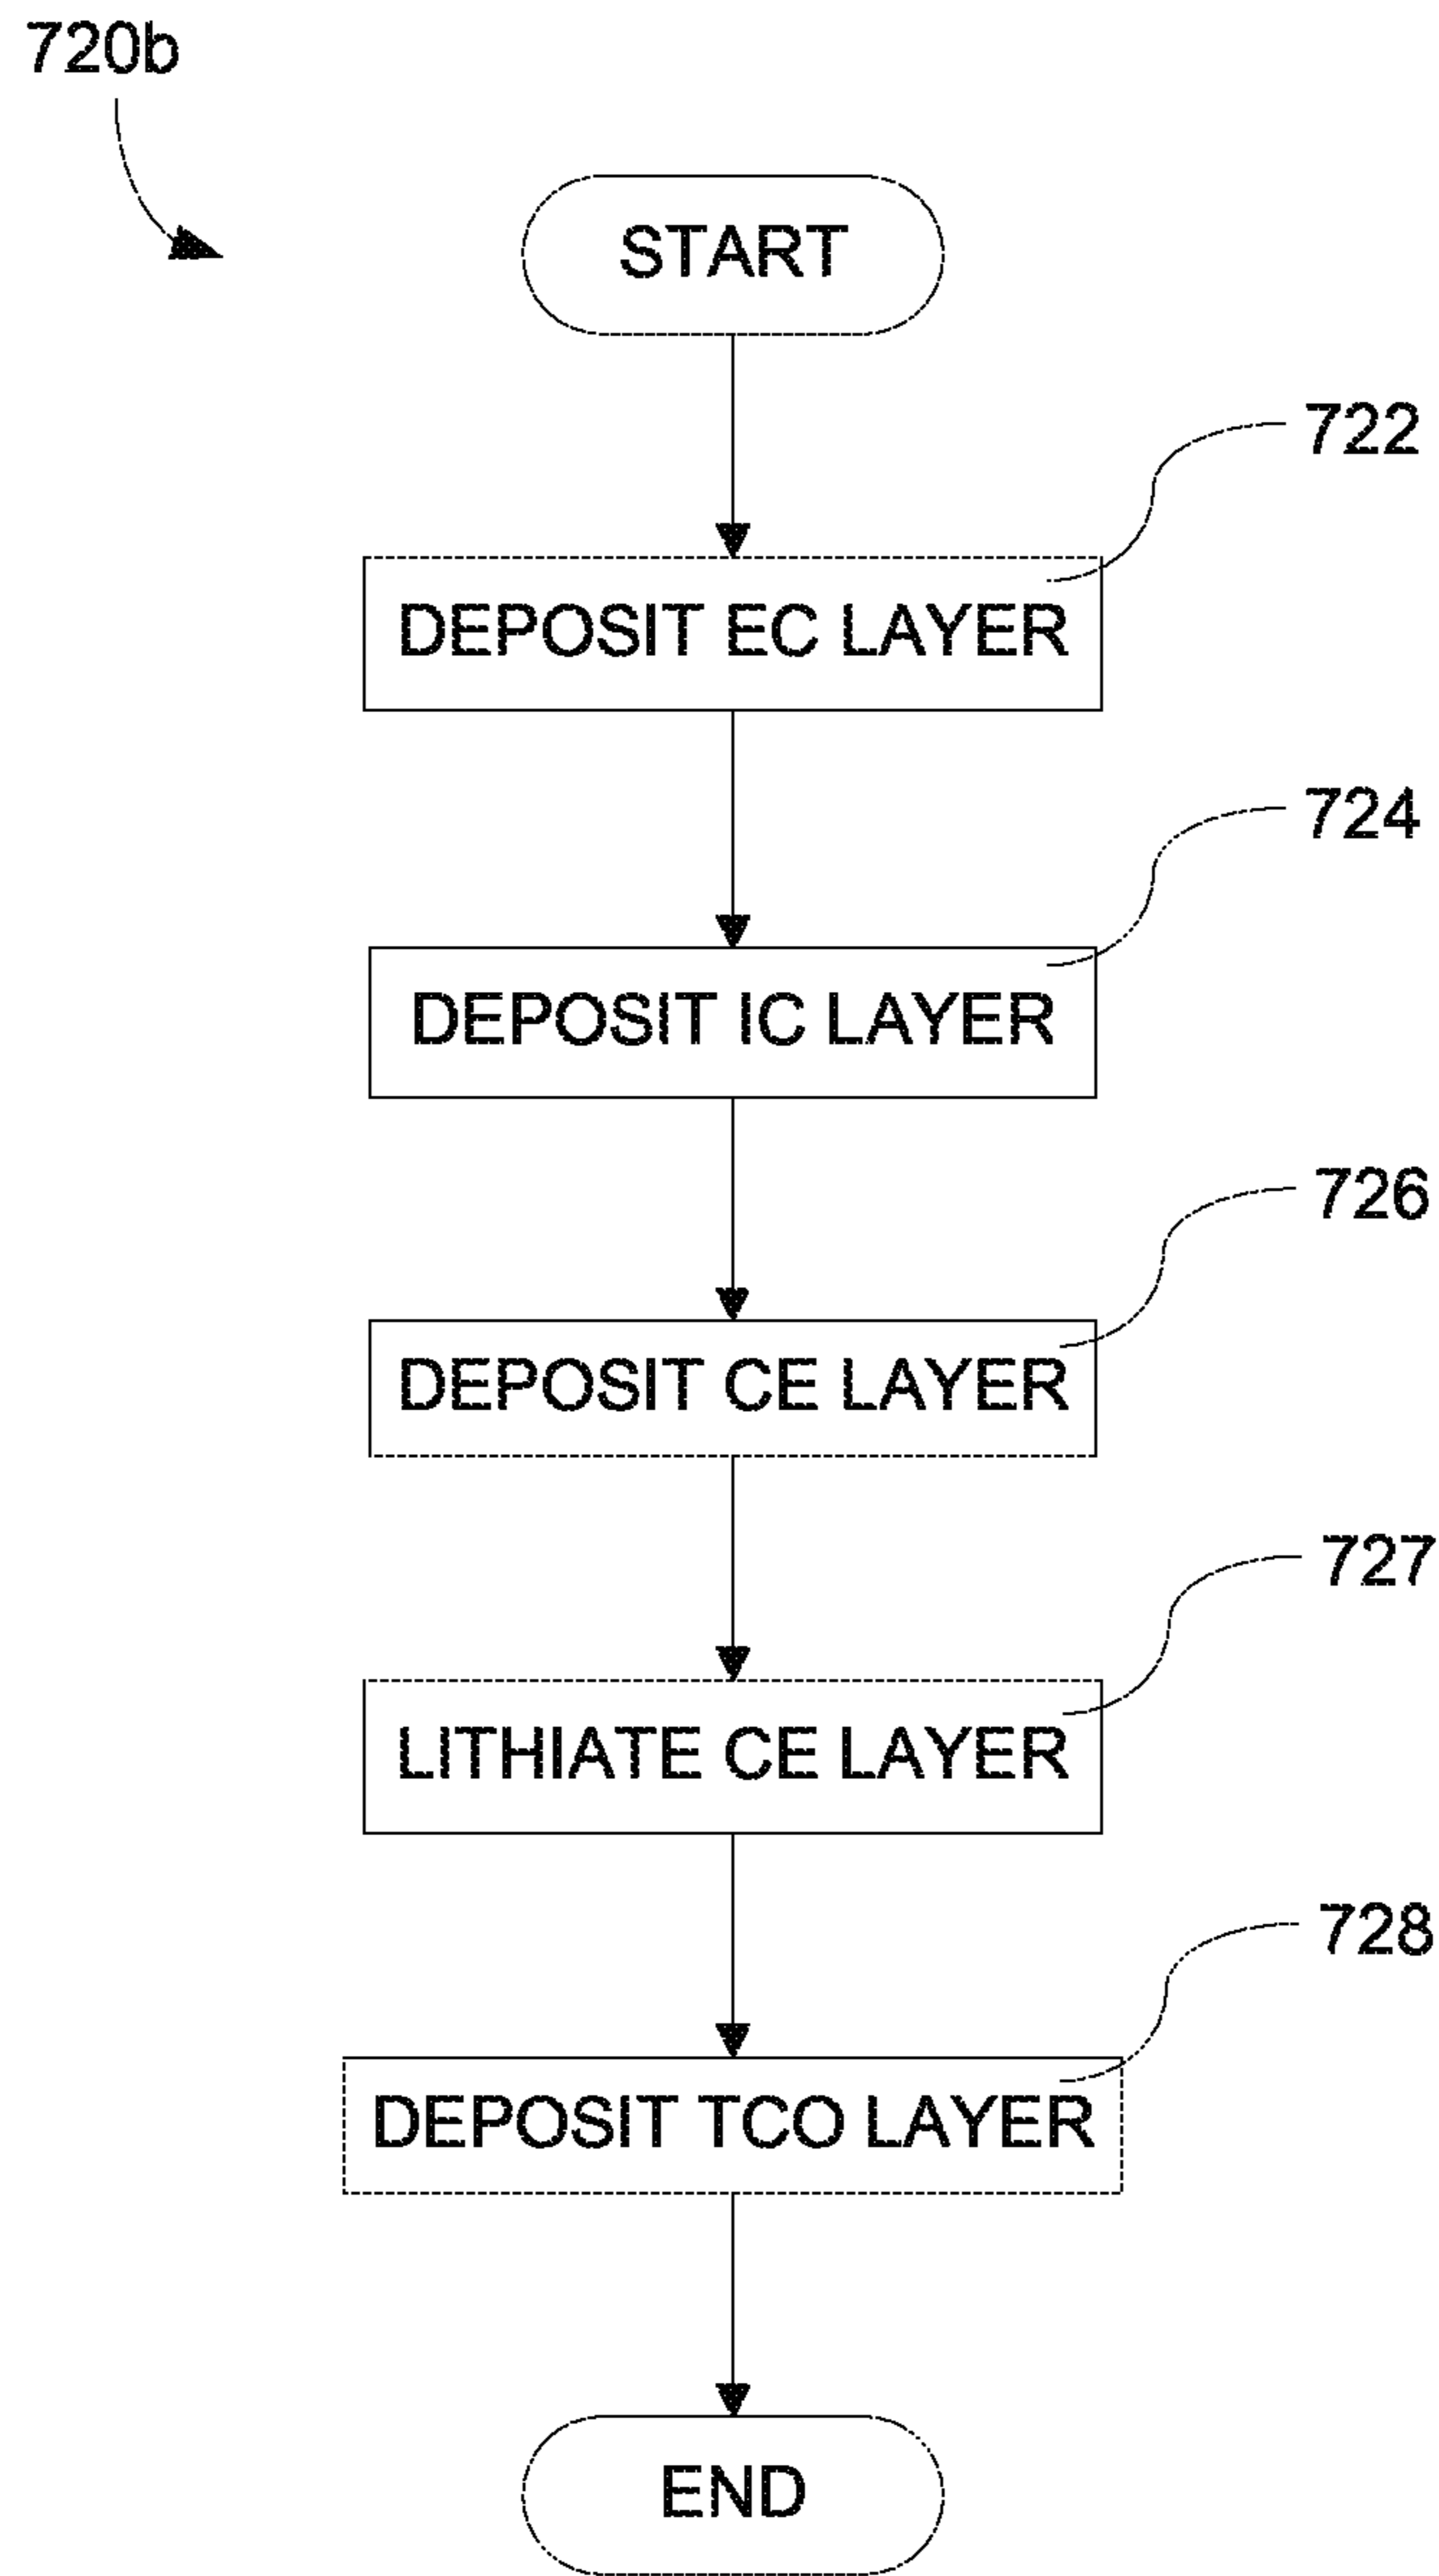 720b
START
722
DEPOSIT EC LAYER
724
DEPOSIT IC LAYER
726
DEPOSIT CE LAYER
727
LITHIATE CE LAYER
728
DEPOSIT TCO LAYER
END